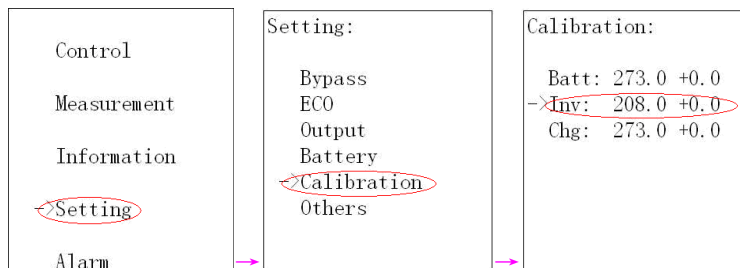 Control
Measurement
Information
->Setting
Alarm
Setting:
Bypass
ECO
Output
Battery
->Calibration
Others
Calibration:
Batt: 273.0 +0.0
->Inv: 208.0 +0.0
Chg: 273.0 +0.0